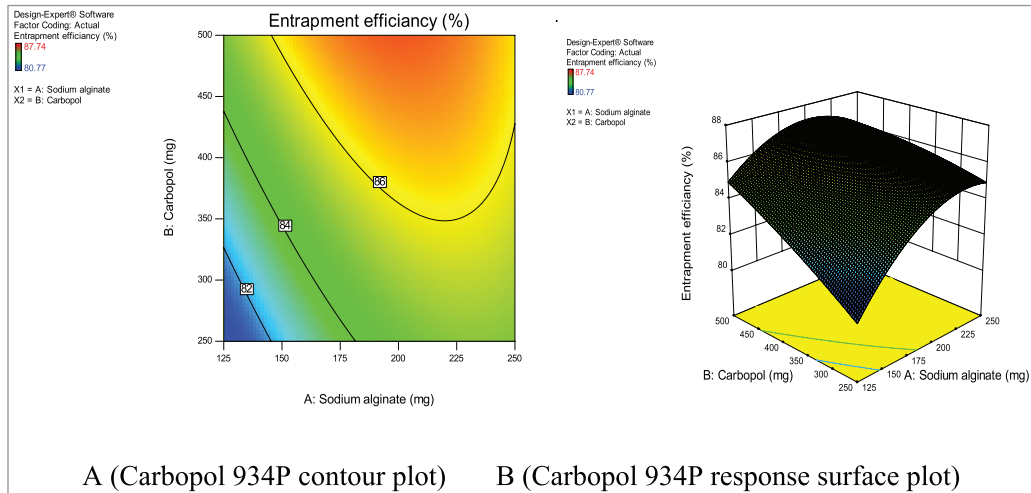 Design-Expert® Software
Factor Coding: Actual
Entrapment efficiancy (%)
87.74
80.77
X1 = A: Sodium alginate
X2 = B: Carbopol
Entrapment efficiancy (%)
500
450
400
350
300
250
125
150
175
200
225
250
B: Carbopol (mg)
A: Sodium alginate (mg)
86
84
82
Design-Expert® Software
Factor Coding: Actual
Entrapment efficiancy (%)
87.74
80.77
X1 = A: Sodium alginate
X2 = B: Carbopol
88
86
84
82
80
Entrapment efficiancy (%)
500
450
400
350
300
250
125
150
175
200
225
250
B: Carbopol (mg)
A: Sodium alginate (mg)
A (Carbopol 934P contour plot)
B (Carbopol 934P response surface plot)